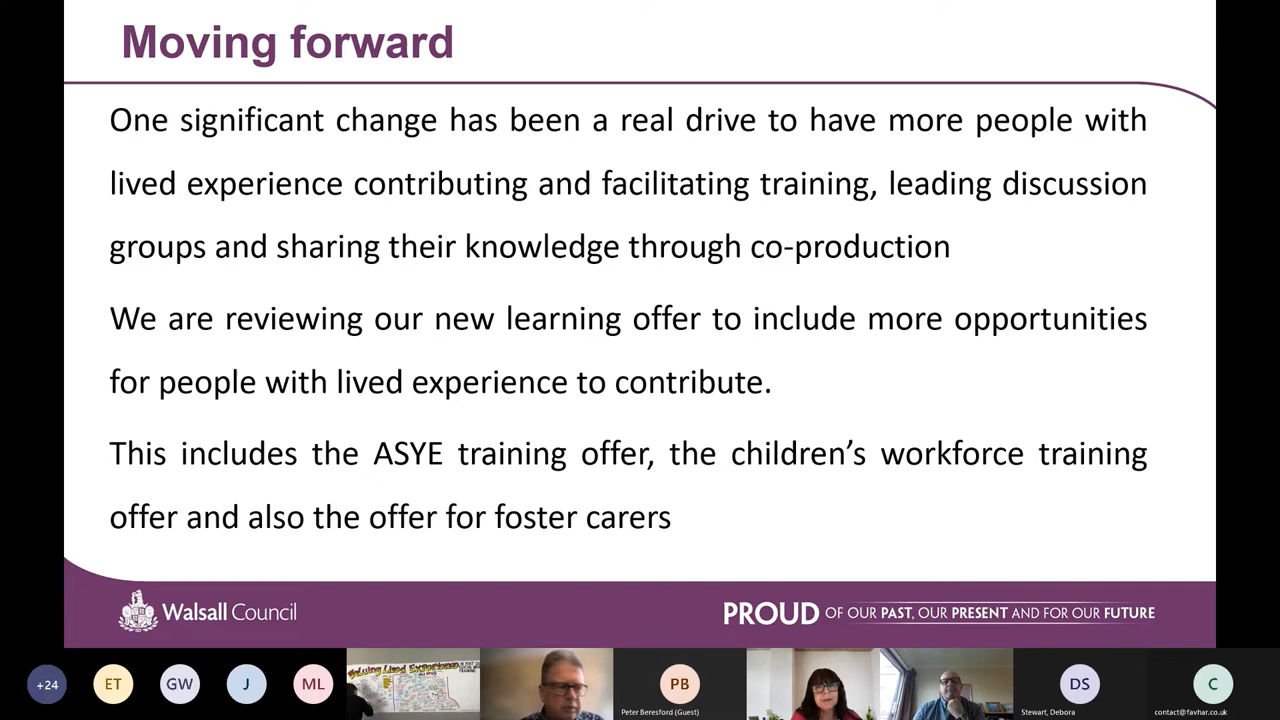 Moving forward
One significant change has been a real drive to have more people with
lived experience contributing and facilitating training, leading discussion
groups and sharing their knowledge through co-production
We are reviewing our new learning offer to include more opportunities
for people with lived experience to contribute.
This includes the ASYE training offer, the children’s workforce training
offer and also the offer for foster carers
Walsall Council
PROUD OF OUR PAST, OUR PRESENT AND FOR OUR FUTURE
+24
ET
GW
J
ML
Valuing Lived Experience
PB
Peter Beresford (Guest)
DS
Stewart, Debora
C
contact@favhar.co.uk